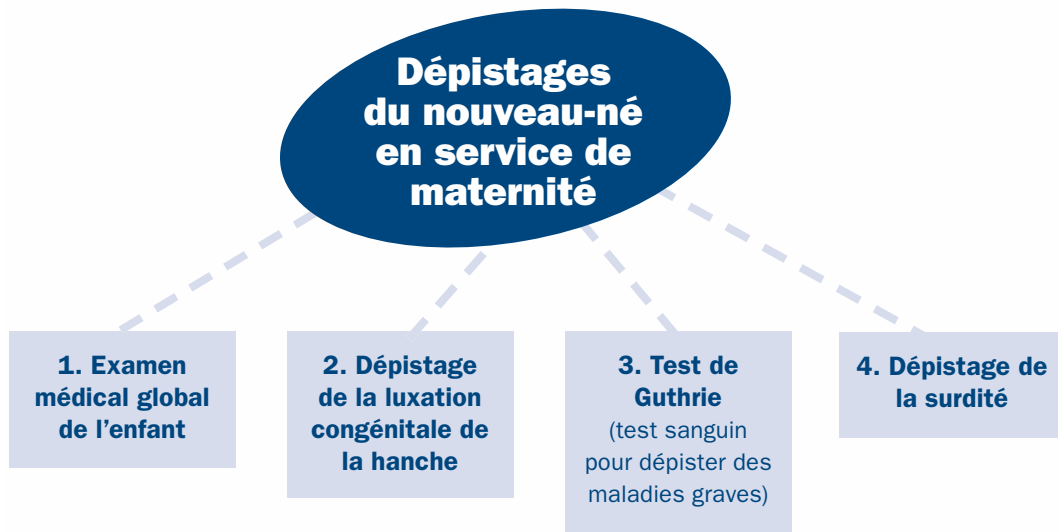 Dépistages
du nouveau-né
en service de
maternité
1. Examen
médical global
de l’enfant
2. Dépistage
de la luxation
congénitale de
la hanche
3. Test de
Guthrie
(test sanguin
pour dépister des
maladies graves)
4. Dépistage de
la surdité